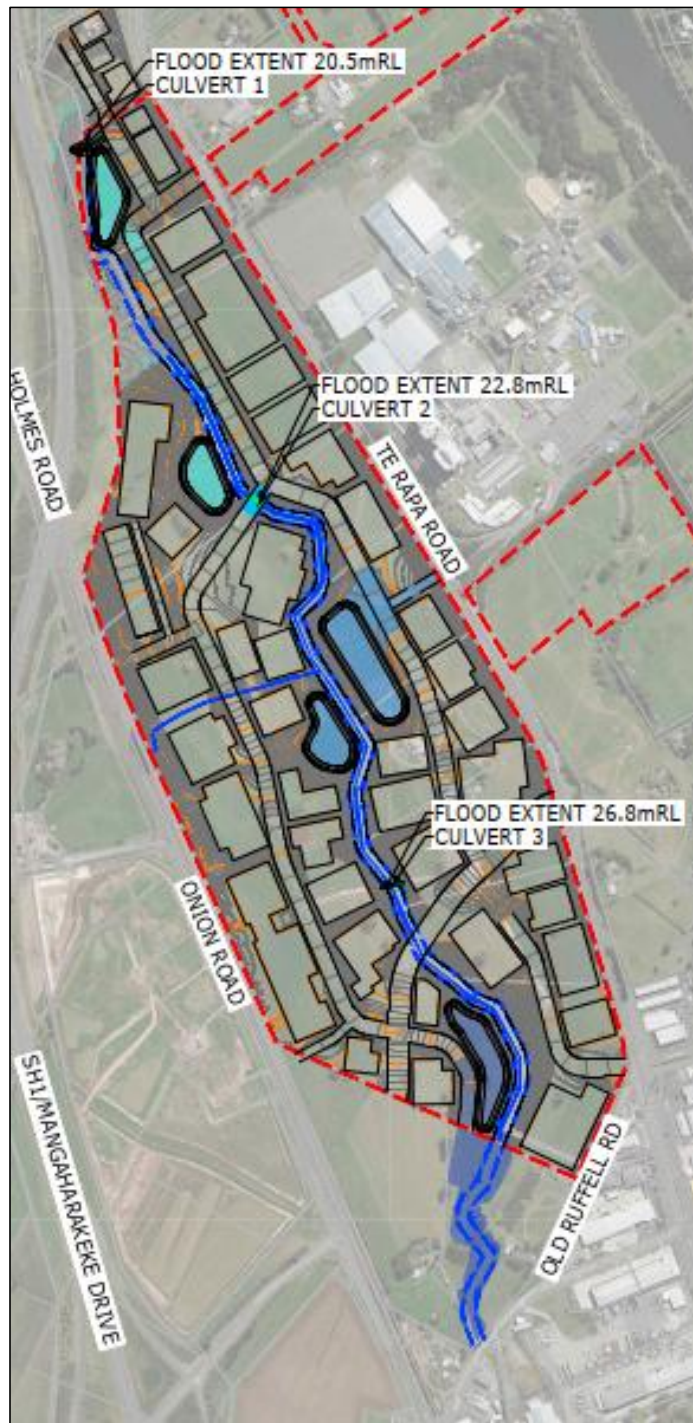 FLOOD EXTENT 20.5mRL
CULVERT 1
FLOOD EXTENT 22.8mRL
CULVERT 2
HOLMES ROAD
TE RAPA ROAD
FLOOD EXTENT 26.8mRL
CULVERT 3
ONION ROAD
SH1/MANGAHARAKEKE DRIVE
OLD RUFFELL RD